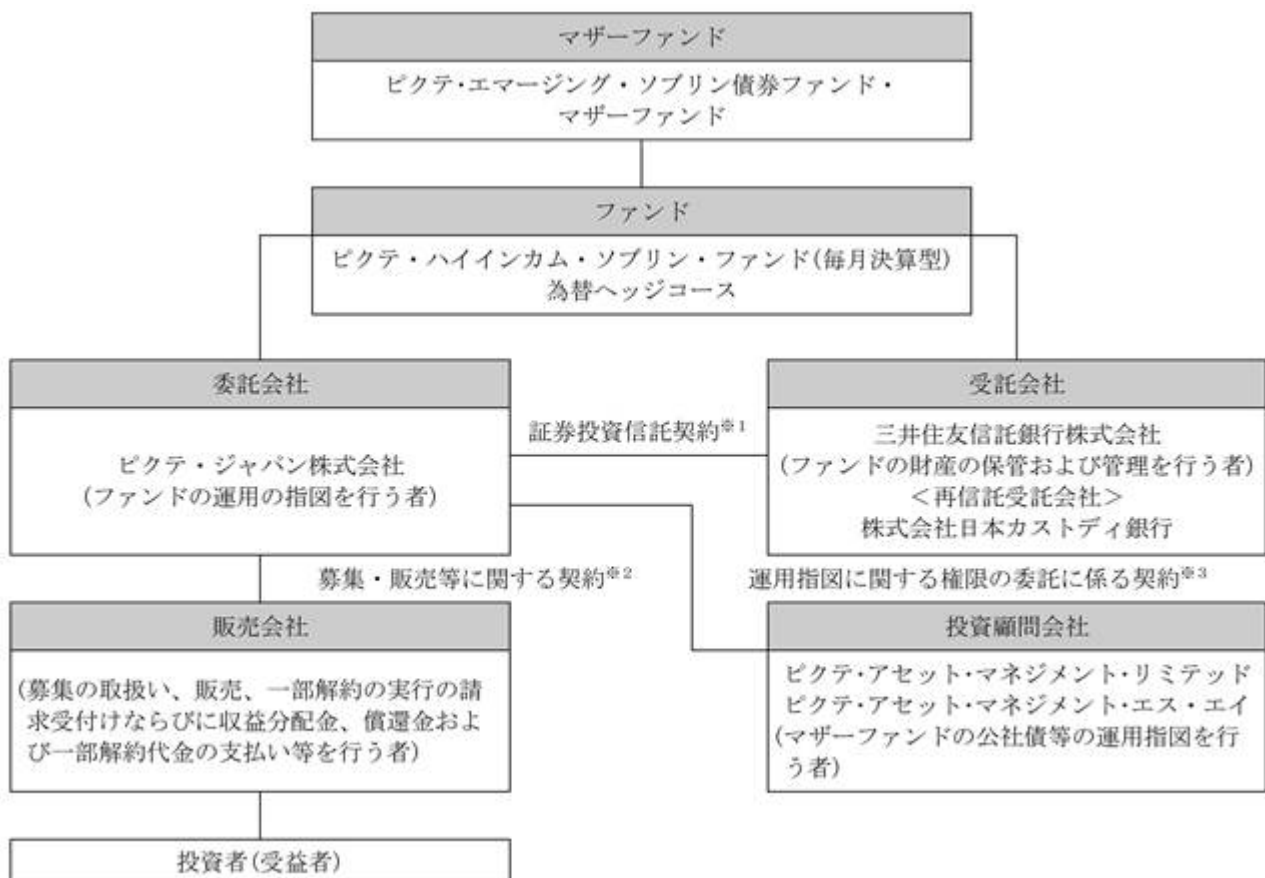 マザーファンド
ピクテ・エマージング・ソブリン債券ファンド・
マザーファンド
ファンド
ピクテ・ハイインカム・ソブリン・ファンド(毎月決算型)
為替ヘッジコース
委託会社
ピクテ・ジャパン株式会社
(ファンドの運用の指図を行う者)
証券投資信託契約※1
受託会社
三井住友信託銀行株式会社
(ファンドの財産の保管および管理を行う者)
＜再信託受託会社＞
株式会社日本カストディ銀行
募集・販売等に関する契約※2
運用指図に関する権限の委託に係る契約※3
販売会社
(募集の取扱い、販売、一部解約の実行の請
求受付けならびに収益分配金、償還金およ
び一部解約代金の支払い等を行う者)
投資顧問会社
ピクテ・アセット・マネジメント・リミテッド
ピクテ・アセット・マネジメント・エス・エイ
(マザーファンドの公社債等の運用指図を行
う者)
投資者(受益者)